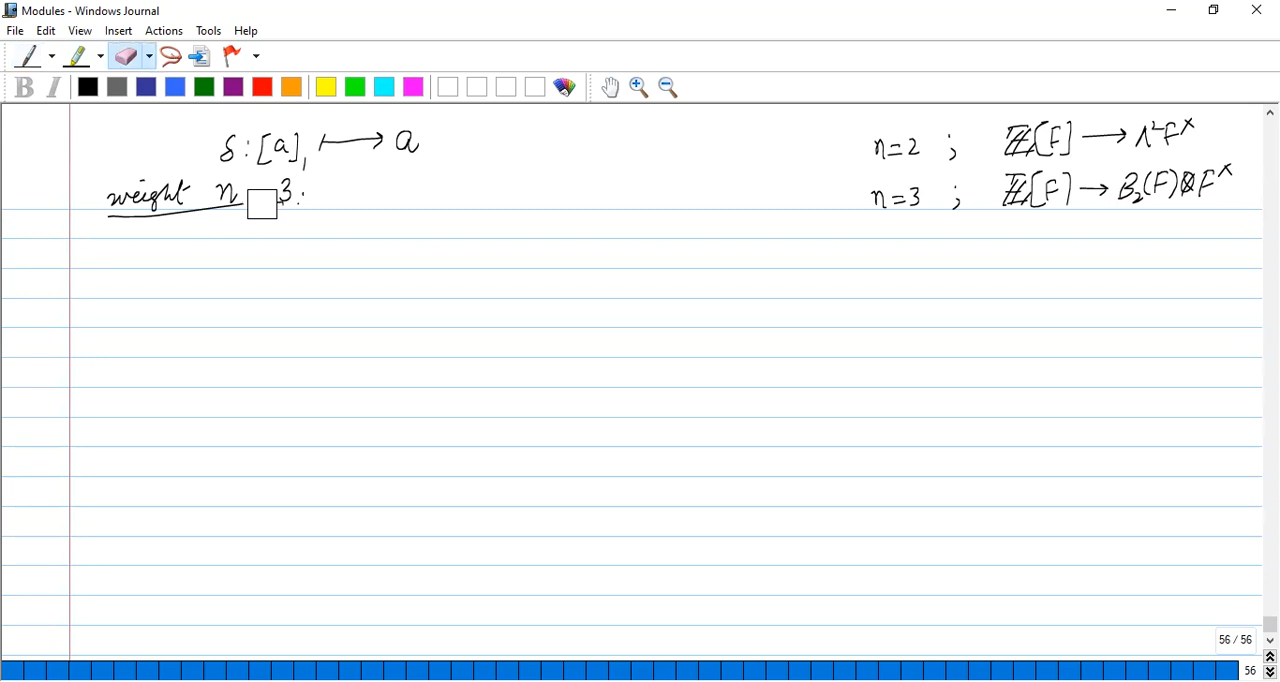 Modules - Windows Journal
File Edit View Insert Actions Tools Help
B I
δ : [a]₁ ⟼ a
n = 2 ; ℤ[F] ⟶ Λ²F^×
weight n 3 :
n = 3 ; ℤ[F] → B₂(F) ⊗ F^×
56 / 56
56